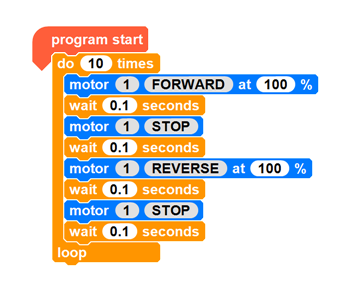 program start
do 10 times
motor 1 FORWARD at 100 %
wait 0.1 seconds
motor 1 STOP
wait 0.1 seconds
motor 1 REVERSE at 100 %
wait 0.1 seconds
motor 1 STOP
wait 0.1 seconds
loop